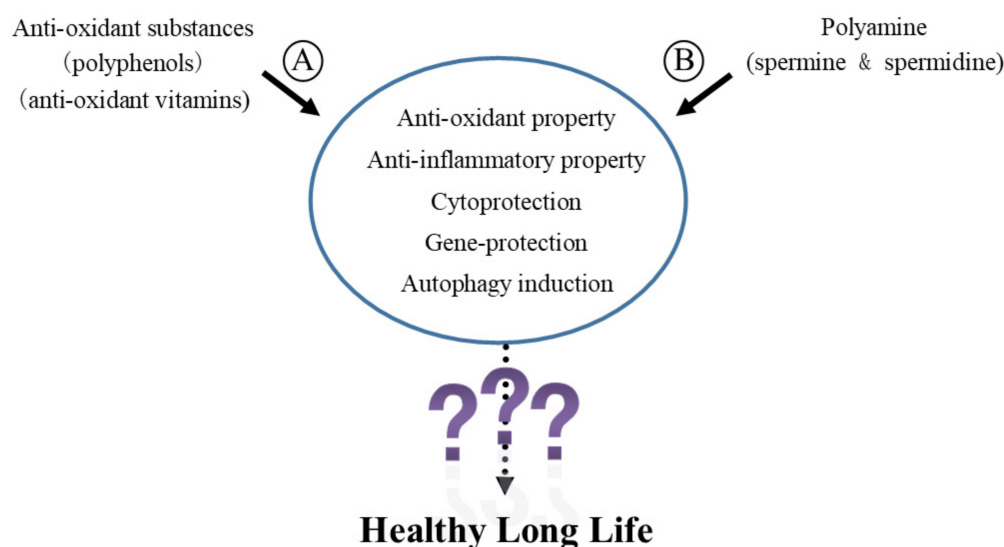 Anti-oxidant substances
(polyphenols)
(anti-oxidant vitamins)
A
B
Polyamine
(spermine & spermidine)
Anti-oxidant property
Anti-inflammatory property
Cytoprotection
Gene-protection
Autophagy induction
???
Healthy Long Life